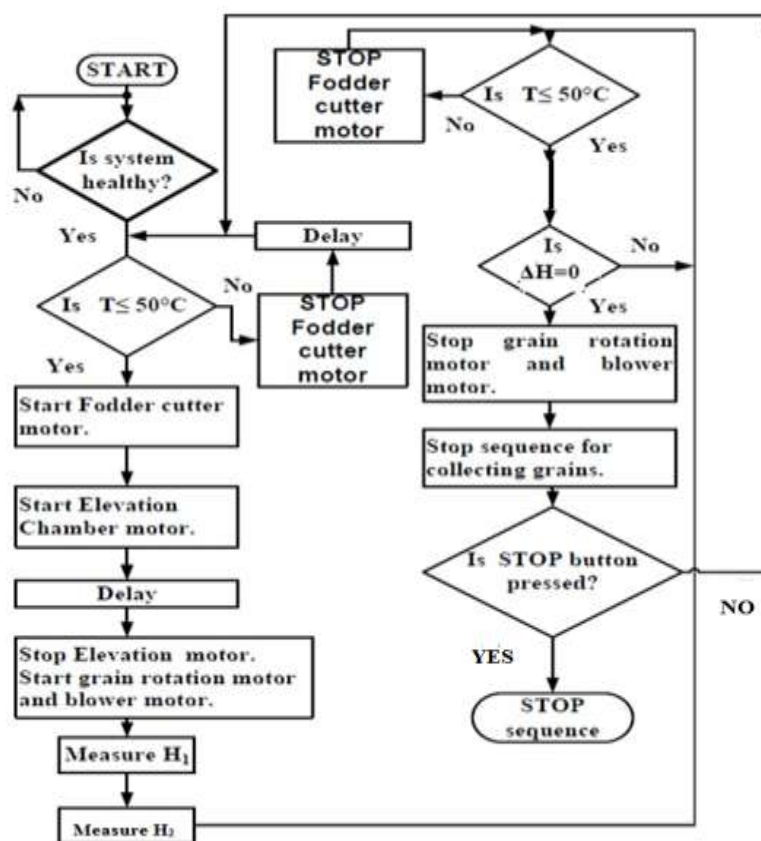 START
Is system
healthy?
No
Yes
Delay
Is T≤ 50°C
No
STOP
Fodder
cutter
motor
Yes
Start Fodder cutter
motor.
Start Elevation
Chamber motor.
Delay
Stop Elevation motor.
Start grain rotation motor
and blower motor.
Measure H₁
Measure H₂
STOP
Fodder
cutter
motor
Is T≤ 50°C
No
Yes
Is
ΔH=0
No
Yes
Stop grain rotation
motor and blower
motor.
Stop sequence for
collecting grains.
Is STOP button
pressed?
NO
YES
STOP
sequence